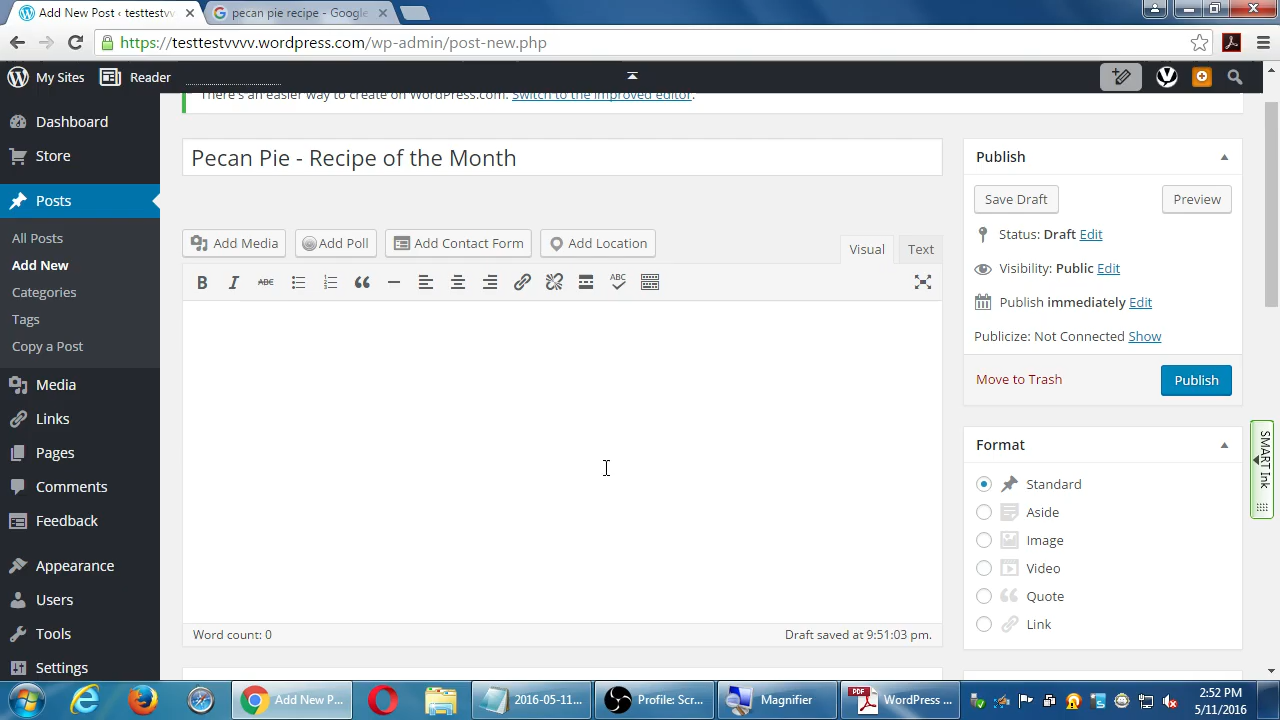 Add New Post ‹ testtestvvv
pecan pie recipe - Google
https://testtestvvvv.wordpress.com/wp-admin/post-new.php
My Sites
Reader
There's an easier way to create on WordPress.com. Switch to the improved editor.
Dashboard
Store
Posts
All Posts
Add New
Categories
Tags
Copy a Post
Media
Links
Pages
Comments
Feedback
Appearance
Users
Tools
Settings
Pecan Pie - Recipe of the Month
Add Media
Add Poll
Add Contact Form
Add Location
Visual
Text
B I ABC ABC
Word count: 0
Draft saved at 9:51:03 pm.
Publish
Save Draft
Preview
Status: Draft Edit
Visibility: Public Edit
Publish immediately Edit
Publicize: Not Connected Show
Move to Trash
Publish
Format
Standard
Aside
Image
Video
Quote
Link
SMART Ink
Add New P...
2016-05-11...
Profile: Scr...
Magnifier
PDF
WordPress ...
2:52 PM
5/11/2016